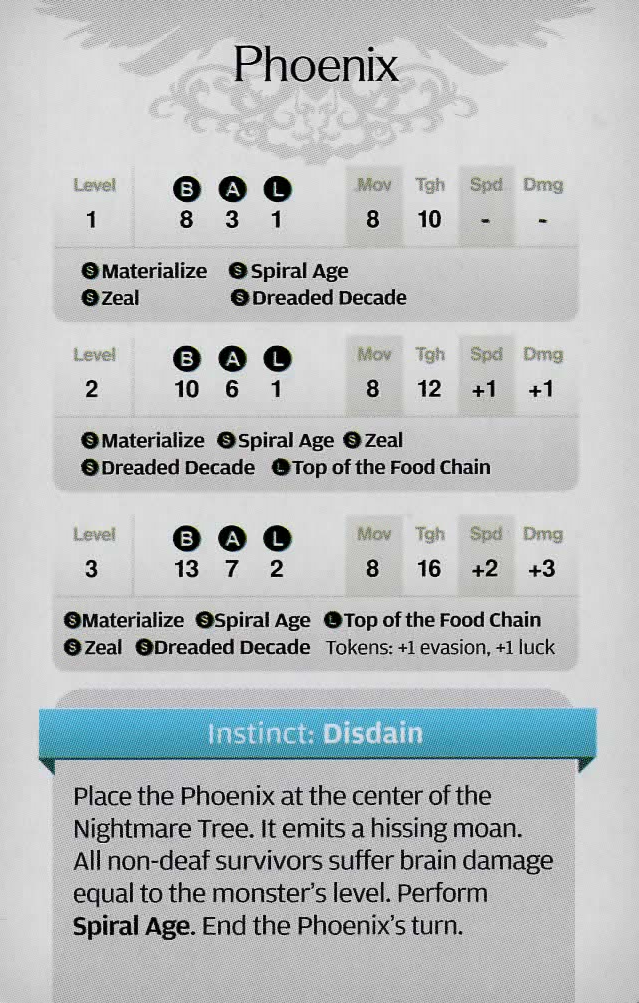 Phoenix
Level B A L Mov Tgh Spd Dmg
1 8 3 1 8 10 - -
S Materialize S Spiral Age
S Zeal S Dreaded Decade
Level B A L Mov Tgh Spd Dmg
2 10 6 1 8 12 +1 +1
S Materialize S Spiral Age S Zeal
S Dreaded Decade L Top of the Food Chain
Level B A L Mov Tgh Spd Dmg
3 13 7 2 8 16 +2 +3
S Materialize S Spiral Age L Top of the Food Chain
S Zeal S Dreaded Decade Tokens: +1 evasion, +1 luck
Instinct: Disdain
Place the Phoenix at the center of the
Nightmare Tree. It emits a hissing moan.
All non-deaf survivors suffer brain damage
equal to the monster's level. Perform
Spiral Age. End the Phoenix's turn.